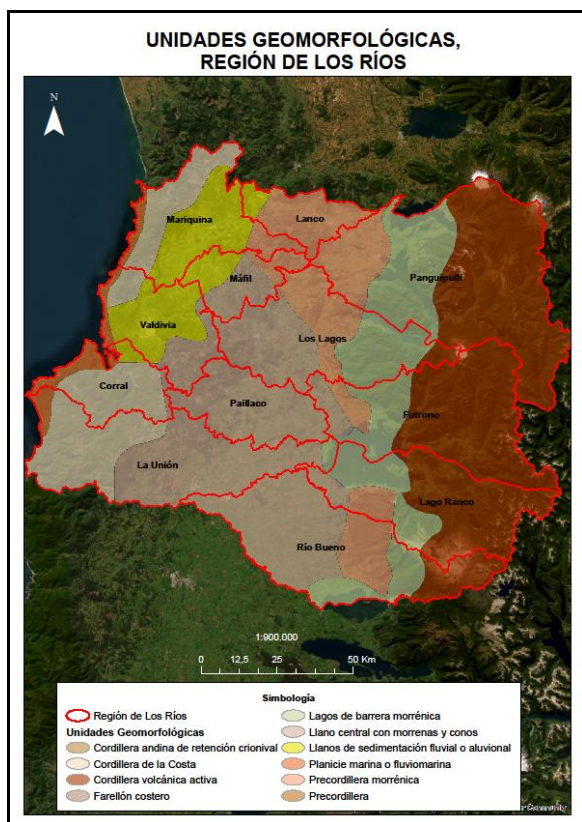 UNIDADES GEOMORFOLÓGICAS,
REGIÓN DE LOS RÍOS
N
Mariquina
Lanco
Panguipulli
Máfil
Valdivia
Los Lagos
Corral
Paillaco
Futrono
La Unión
Lago Ranco
Río Bueno
1:900.000
0 12,5 25 50 Km
Simbología
Región de Los Ríos
Unidades Geomorfológicas
Cordillera andina de retención crionival
Cordillera de la Costa
Cordillera volcánica activa
Farellón costero
Lagos de barrera morrénica
Llano central con morrenas y conos
Llanos de sedimentación fluvial o aluvional
Planicie marina o fluviomarina
Precordillera morrénica
Precordillera